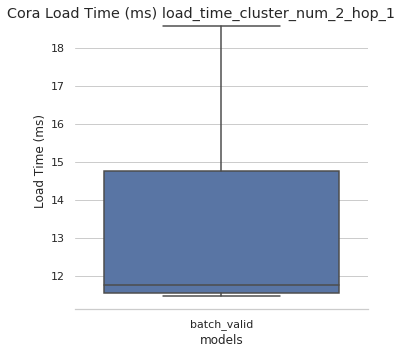 Cora Load Time (ms) load_time_cluster_num_2_hop_1
18
17
16
15
14
13
12
Load Time (ms)
batch_valid
models